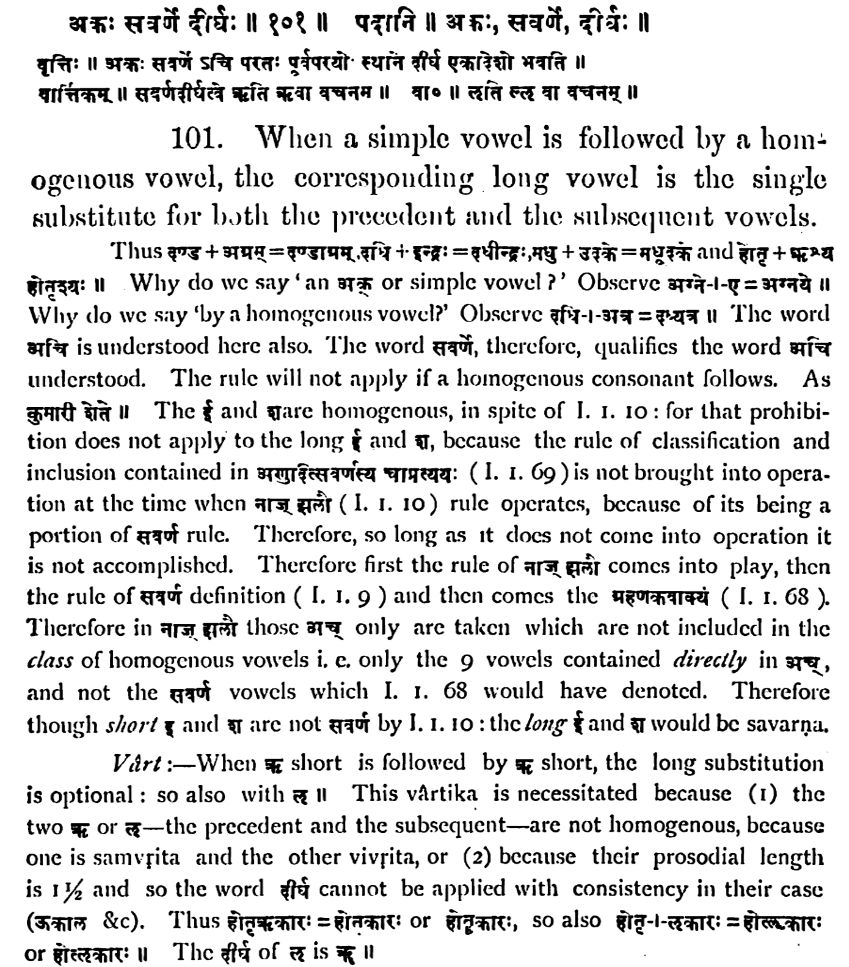 अकः सवर्णे दीर्घः ॥ १०१ ॥ पदानि ॥ अकः, सवर्णे, दीर्घः ॥
वृत्तिः ॥ अकः सवर्णे ऽचि परतः पूर्वपरयोः स्थाने दीर्घ एकादेशो भवति ॥
वार्त्तिकम् ॥ सवर्णदीर्घत्वे ऋति ऋवा वचनम ॥ वा० ॥ लृति ल्लृ वा वचनम् ॥
101. When a simple vowel is followed by a hom-
ogenous vowel, the corresponding long vowel is the single
substitute for both the precedent and the subsequent vowels.
Thus दण्ड + अग्रम् = दण्डाग्रम्, दधि + इन्द्रः = दधीन्द्रः, मधु + उदके = मधूदके and होतृ + ऋश्य
होतॄश्यः ॥ Why do we say 'an अक् or simple vowel?' Observe अग्ने-।-ए = अग्नये ॥
Why do we say 'by a homogenous vowel?' Observe दधि-।-अत्र = दध्यत्र ॥ The word
अचि is understood here also. The word सवर्णे, therefore, qualifies the word अचि
understood. The rule will not apply if a homogenous consonant follows. As
कुमारी शेते ॥ The ई and श are homogenous, in spite of I. 1. 10: for that prohibi-
tion does not apply to the long ई and श, because the rule of classification and
inclusion contained in अणुदित्सवर्णस्य चाप्रत्ययः (I. 1. 69) is not brought into opera-
tion at the time when नाज् झलौ (I. 1. 10) rule operates, because of its being a
portion of सवर्ण rule. Therefore, so long as it does not come into operation it
is not accomplished. Therefore first the rule of नाज् झलौ comes into play, then
the rule of सवर्ण definition (I. 1. 9) and then comes the ग्रहणकवाक्यं (I. 1. 68).
Therefore in नाज् झलौ those अच् only are taken which are not included in the
class of homogenous vowels i. e. only the 9 vowels contained directly in अच्,
and not the सवर्ण vowels which I. 1. 68 would have denoted. Therefore
though short इ and श are not सवर्ण by I. 1. 10: the long ई and श would be savarṇa.
Vârt:—When ऋ short is followed by ऋ short, the long substitution
is optional: so also with लृ ॥ This vârtika is necessitated because (1) the
two ऋ or लृ—the precedent and the subsequent—are not homogenous, because
one is samvṛita and the other vivṛita, or (2) because their prosodial length
is 1½ and so the word दीर्घ cannot be applied with consistency in their case
(ऊकाल &c). Thus होतृऋकारः = होतृकारः or होतॄकारः, so also होतृ-।-लृकारः = होल्लृकारः
or होल्लृकारः ॥ The दीर्घ of लृ is ॠ ॥